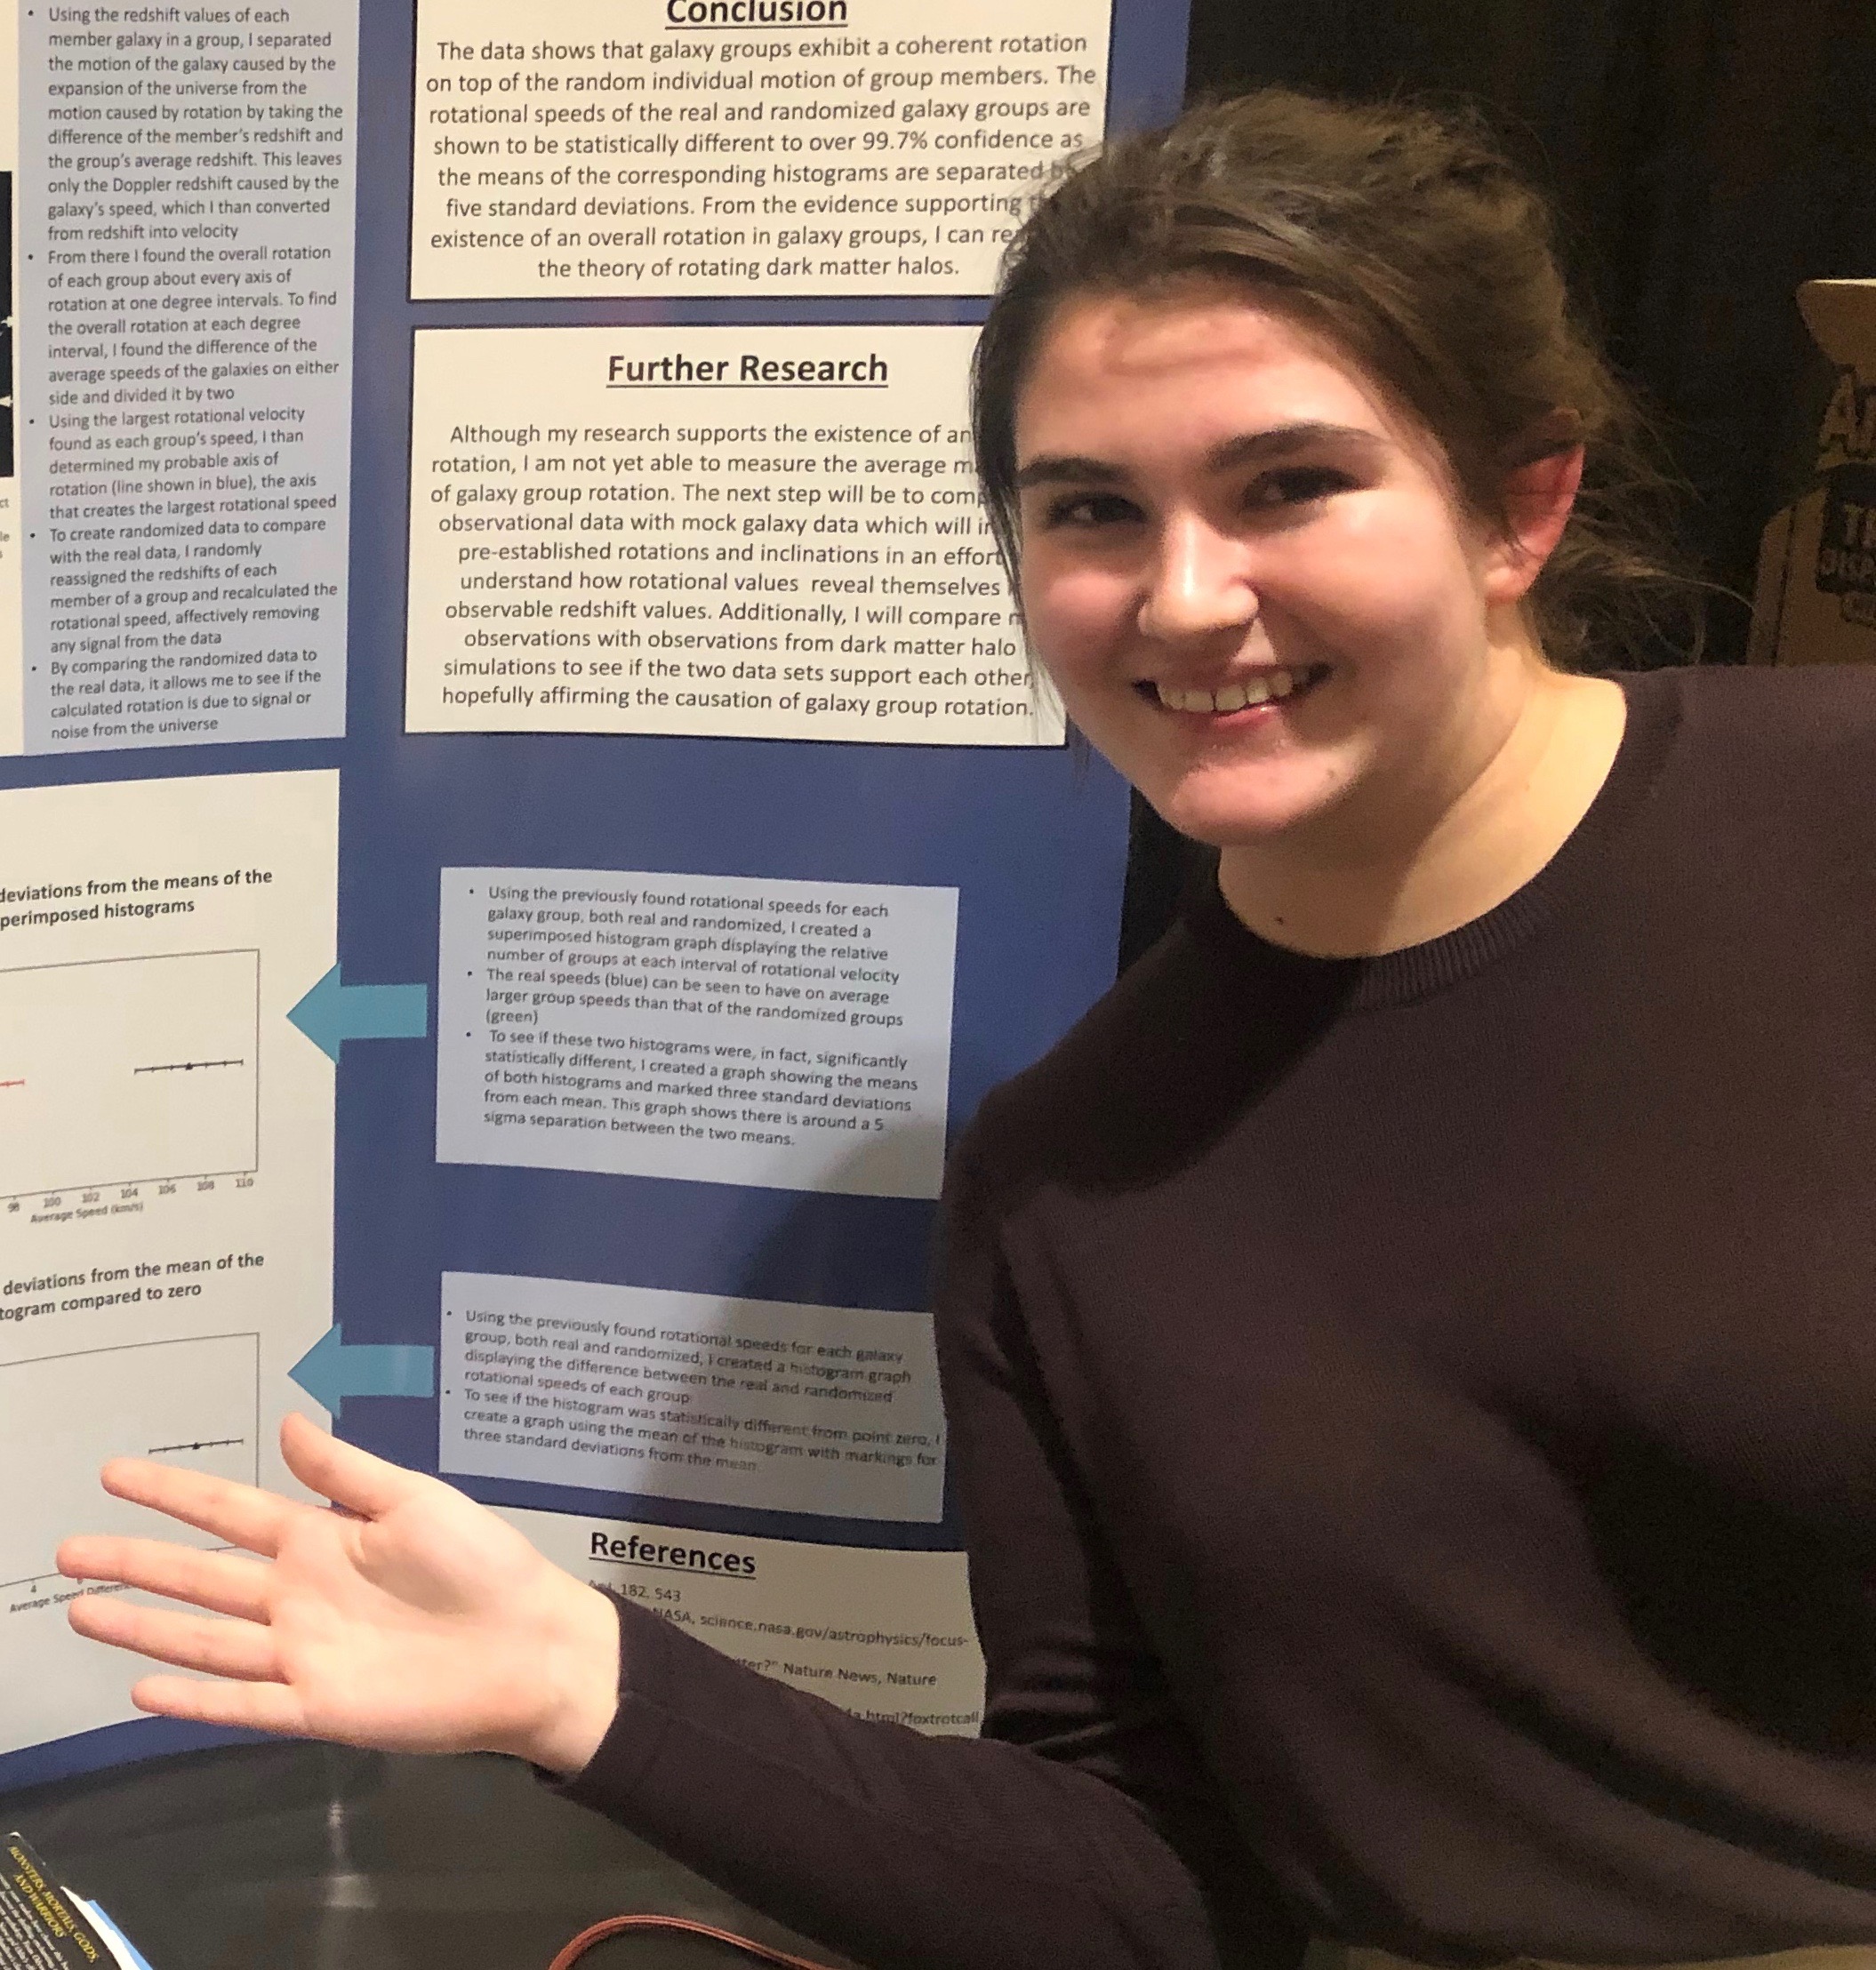 Using the redshift values of each
member galaxy in a group, I separated
the motion of the galaxy caused by the
expansion of the universe from the
motion caused by rotation by taking the
difference of the member's redshift and
the group's average redshift. This leaves
only the Doppler redshift caused by the
galaxy's speed, which I than converted
from redshift into velocity
From there I found the overall rotation
of each group about every axis of
rotation at one degree intervals. To find
the overall rotation at each degree
interval, I found the difference of the
average speeds of the galaxies on either
side and divided it by two
Using the largest rotational velocity
found as each group's speed, I than
determined my probable axis of
rotation (line shown in blue), the axis
that creates the largest rotational speed
To create randomized data to compare
with the real data, I randomly
reassigned the redshifts of each
member of a group and recalculated the
rotational speed, affectively removing
any signal from the data
By comparing the randomized data to
the real data, it allows me to see if the
calculated rotation is due to signal or
noise from the universe
Conclusion
The data shows that galaxy groups exhibit a coherent rotation
on top of the random individual motion of group members. The
rotational speeds of the real and randomized galaxy groups are
shown to be statistically different to over 99.7% confidence as
the means of the corresponding histograms are separated
five standard deviations. From the evidence supporting
existence of an overall rotation in galaxy groups, I can
the theory of rotating dark matter halos.
Further Research
Although my research supports the existence of an
rotation, I am not yet able to measure the average
of galaxy group rotation. The next step will be to
observational data with mock galaxy data which will
pre-established rotations and inclinations in an effort
understand how rotational values reveal themselves
observable redshift values. Additionally, I will compare
observations with observations from dark matter halo
simulations to see if the two data sets support each other,
hopefully affirming the causation of galaxy group rotation.
deviations from the means of the
perimposed histograms
98 100 102 104 106 108 110
Average Speed (km/s)
Using the previously found rotational speeds for each
galaxy group, both real and randomized, I created a
superimposed histogram graph displaying the relative
number of groups at each interval of rotational velocity
The real speeds (blue) can be seen to have on average
larger group speeds than that of the randomized groups
(green)
To see if these two histograms were, in fact, significantly
statistically different, I created a graph showing the means
of both histograms and marked three standard deviations
from each mean. This graph shows there is around a 5
sigma separation between the two means.
deviations from the mean of the
togram compared to zero
4
Average Speed
Using the previously found rotational speeds for each galaxy
group, both real and randomized, I created a histogram graph
displaying the difference between the real and randomized
rotational speeds of each group
To see if the histogram was statistically different from point zero, I
create a graph using the mean of the histogram with markings for
three standard deviations from the mean
References
182, 543
NASA, science.nasa.gov/astrophysics/focus-
Nature News, Nature
html?foxtrotcall
MONSTERS, MORTALS, GODS,
AND WARRIORS